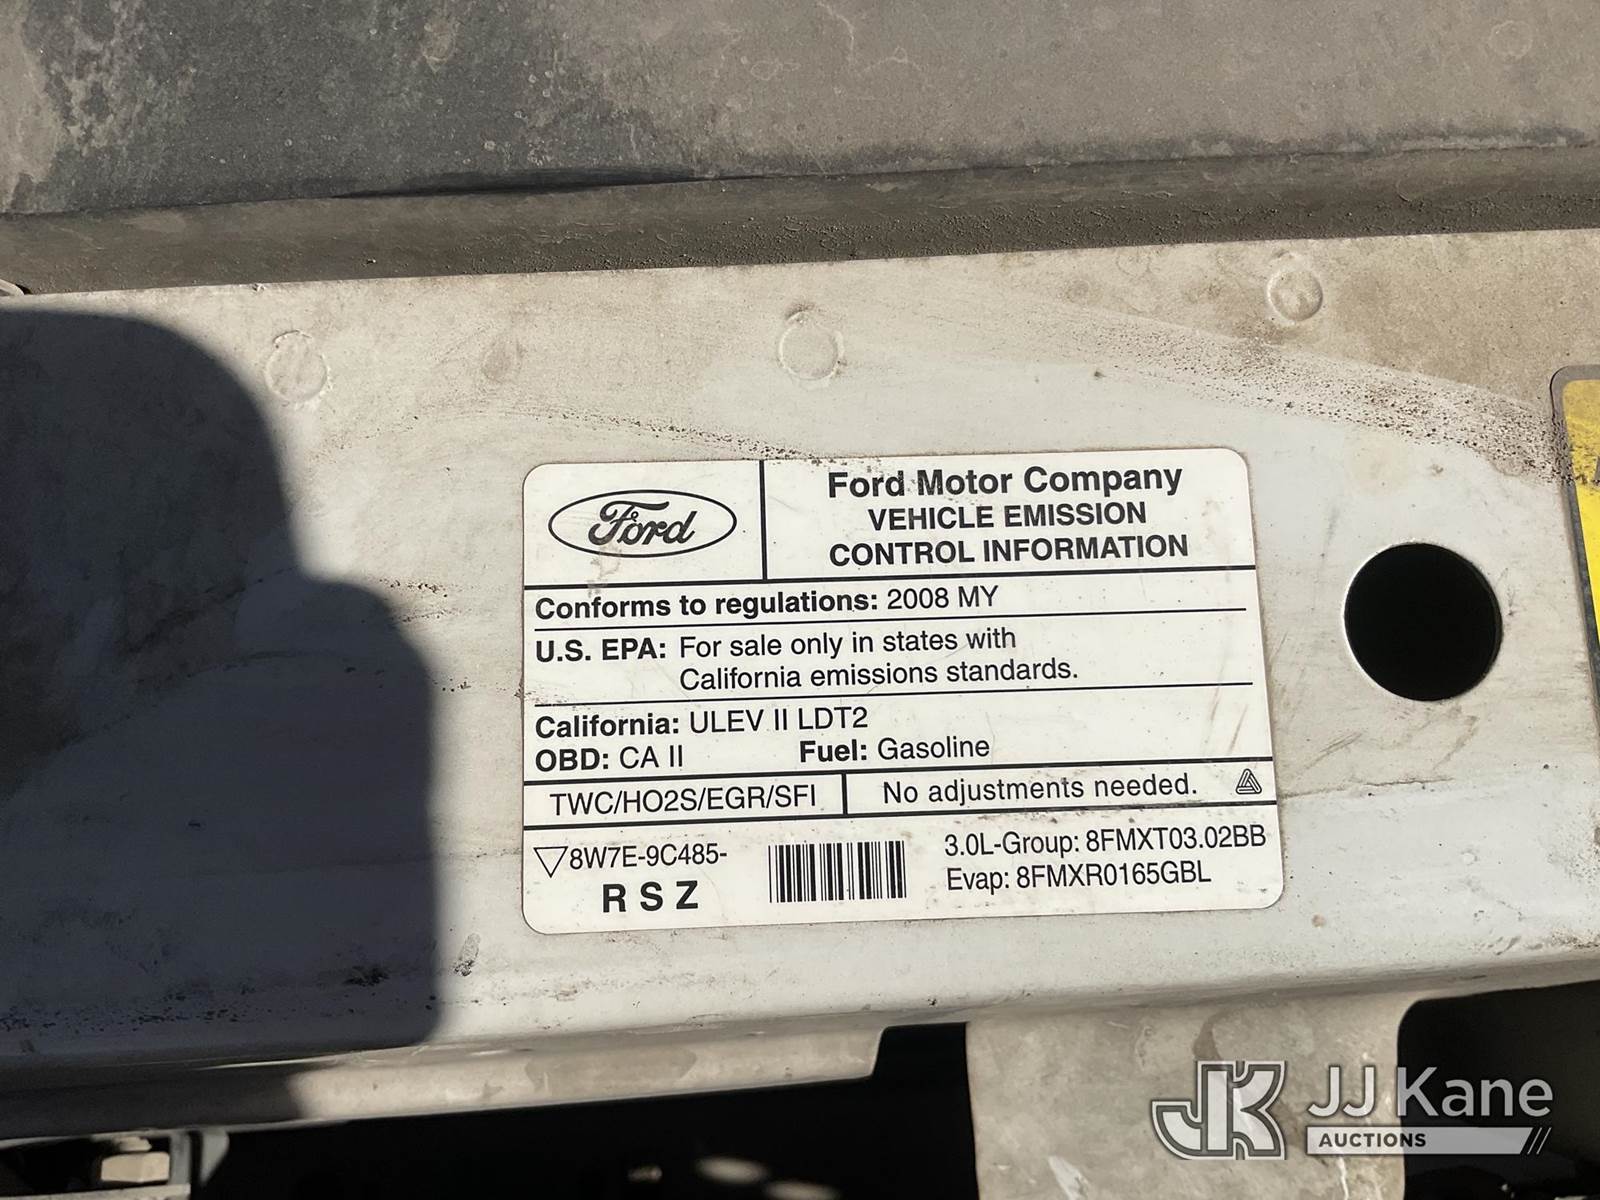 Ford
Ford Motor Company
VEHICLE EMISSION
CONTROL INFORMATION
Conforms to regulations: 2008 MY
U.S. EPA: For sale only in states with
California emissions standards.
California: ULEV II LDT2
OBD: CA II Fuel: Gasoline
TWC/HO2S/EGR/SFI No adjustments needed.
8W7E-9C485-
R S Z
3.0L-Group: 8FMXT03.02BB
Evap: 8FMXR0165GBL
JK JJ Kane
AUCTIONS